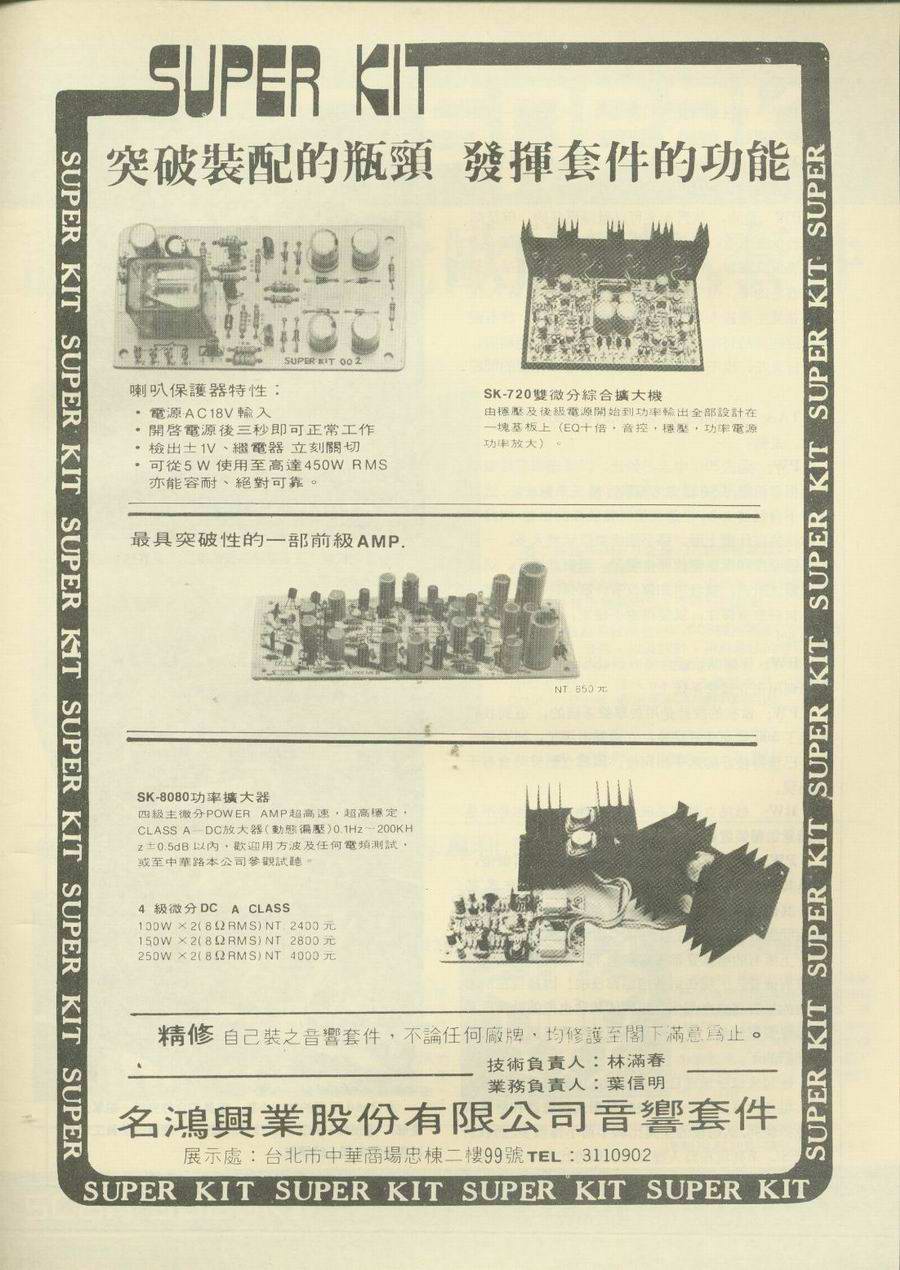 SUPER KIT
突破裝配的瓶頸 發揮套件的功能
SUPER KIT SUPER KIT SUPER KIT SUPER KIT SUPER KIT SUPER
SUPER KIT SUPER KIT SUPER KIT SUPER KIT SUPER KIT SUPER
SUPER KIT 002
喇叭保護器特性：
• 電源AC18V輸入
• 開啓電源後三秒即可正常工作
• 檢出±1V、繼電器 立刻關切
• 可從5W使用至高達450W RMS
亦能容耐、絕對可靠。
SK-720雙微分綜合擴大機
由穩壓及後級電源開始到功率輸出全部設計在
一塊基板上（EQ十倍，音控，穩壓，功率電源
功率放大）。
最具突破性的一部前級AMP.
NT. 850元
SK-8080功率擴大器
四級主微分POWER AMP超高速，超高穩定，
CLASS A—DC放大器(動態偏壓)0.1Hz—200KH
z±0.5dB以內，歡迎用方波及任何電頻測試，
或至中華路本公司參觀試聽。
4 級微分DC A CLASS
100W×2(8ΩRMS)NT. 2400元
150W×2(8ΩRMS)NT. 2800元
250W×2(8ΩRMS)NT. 4000元
精修 自己裝之音響套件，不論任何廠牌，均修護至閣下滿意爲止。
技術負責人：林滿春
業務負責人：葉信明
名鴻興業股份有限公司音響套件
展示處：台北市中華商場忠棟二樓99號TEL：3110902
SUPER KIT SUPER KIT SUPER KIT SUPER KIT